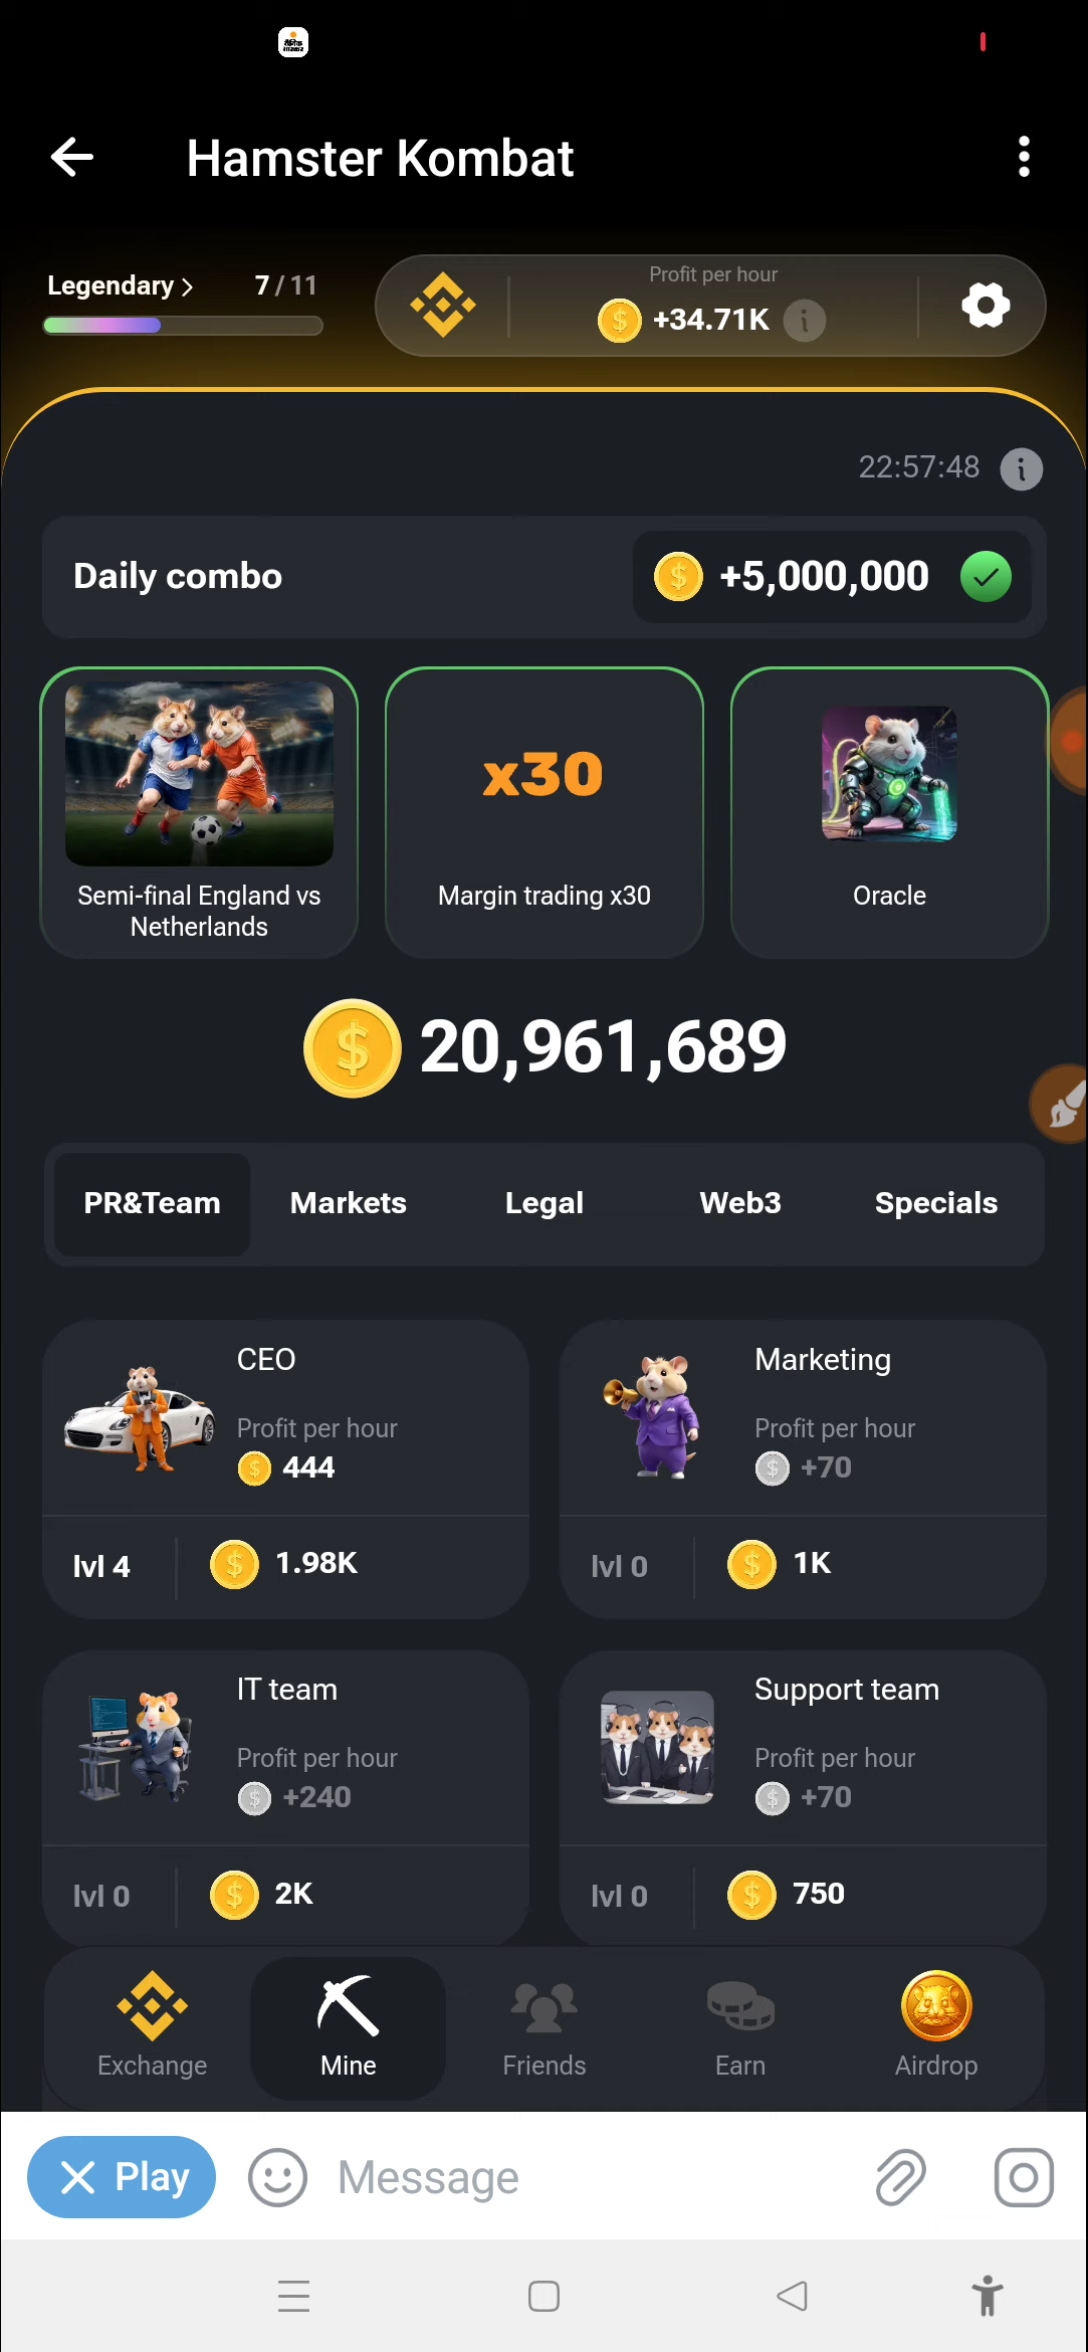 दैनिक भास्कर
Hamster Kombat
Legendary > 7 / 11
Profit per hour
+34.71K
22:57:48
Daily combo
+5,000,000
Semi-final England vs
Netherlands
x30
Margin trading x30
Oracle
20,961,689
PR&Team Markets Legal Web3 Specials
CEO
Profit per hour
444
lvl 4 1.98K
Marketing
Profit per hour
+70
lvl 0 1K
IT team
Profit per hour
+240
lvl 0 2K
Support team
Profit per hour
+70
lvl 0 750
Exchange Mine Friends Earn Airdrop
Play Message